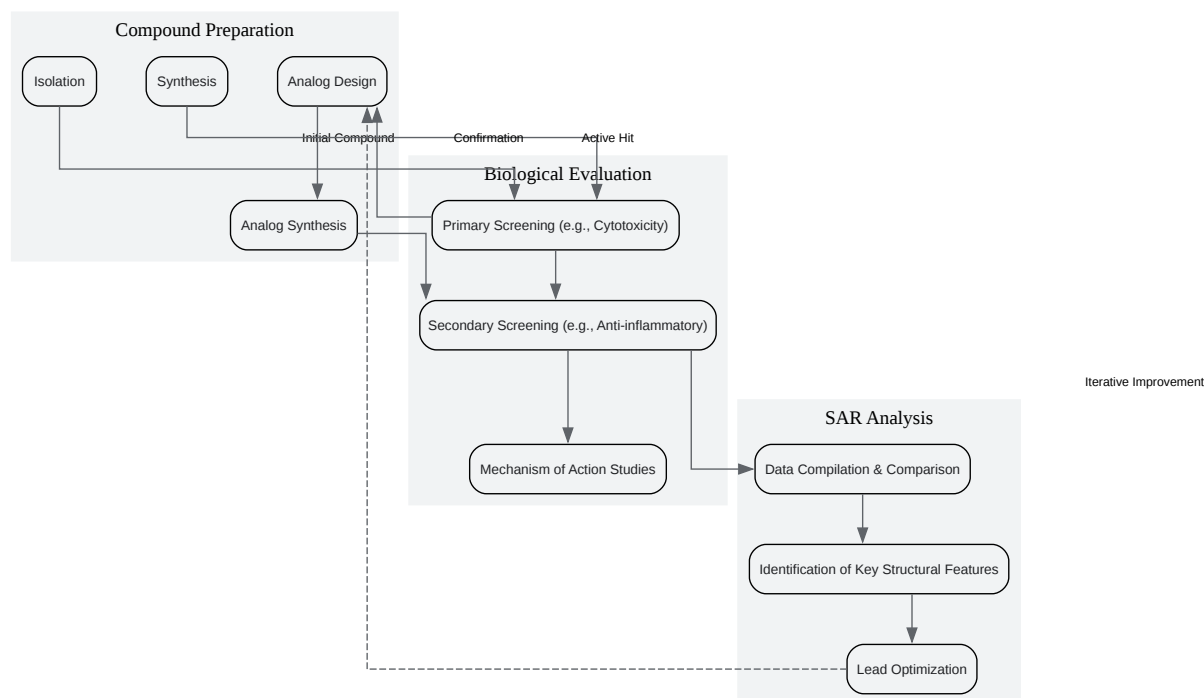 Compound Preparation
Isolation
Synthesis
Analog Design
Initial Compound
Confirmation
Active Hit
Biological Evaluation
Analog Synthesis
Primary Screening (e.g., Cytotoxicity)
Secondary Screening (e.g., Anti-inflammatory)
Iterative Improvement
SAR Analysis
Mechanism of Action Studies
Data Compilation & Comparison
Identification of Key Structural Features
Lead Optimization